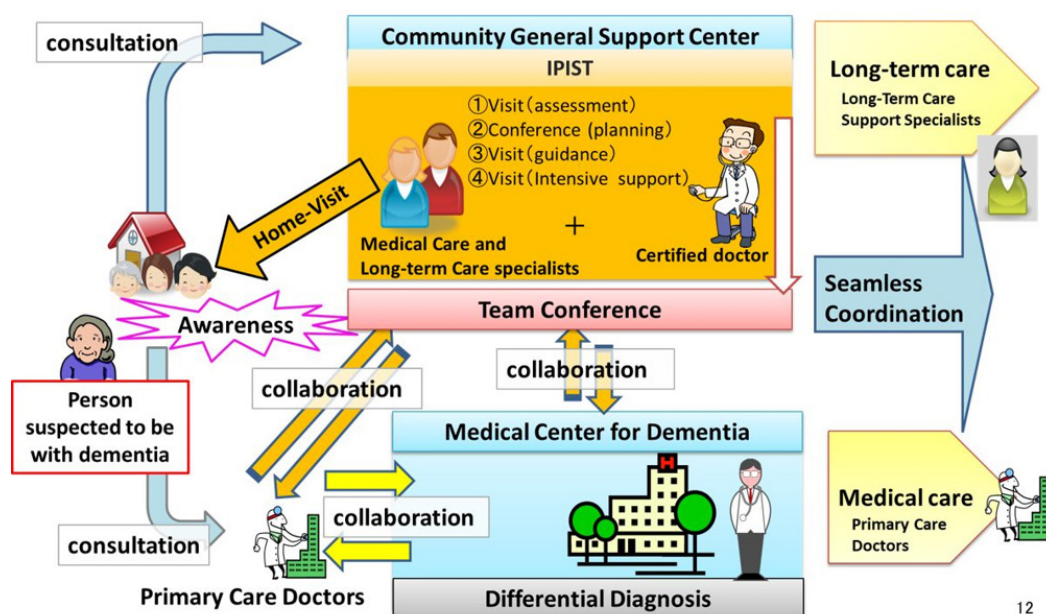 consultation
Community General Support Center
IPIST
①Visit(assessment)
②Conference (planning)
③Visit(guidance)
④Visit(Intensive support)
+
Medical Care and
Long-term Care specialists
Certified doctor
Home-Visit
Long-term care
Long-Term Care
Support Specialists
Awareness
Team Conference
Seamless
Coordination
Person
suspected to be
with dementia
collaboration
collaboration
Medical Center for Dementia
H
collaboration
consultation
Primary Care Doctors
Differential Diagnosis
Medical care
Primary Care
Doctors
12